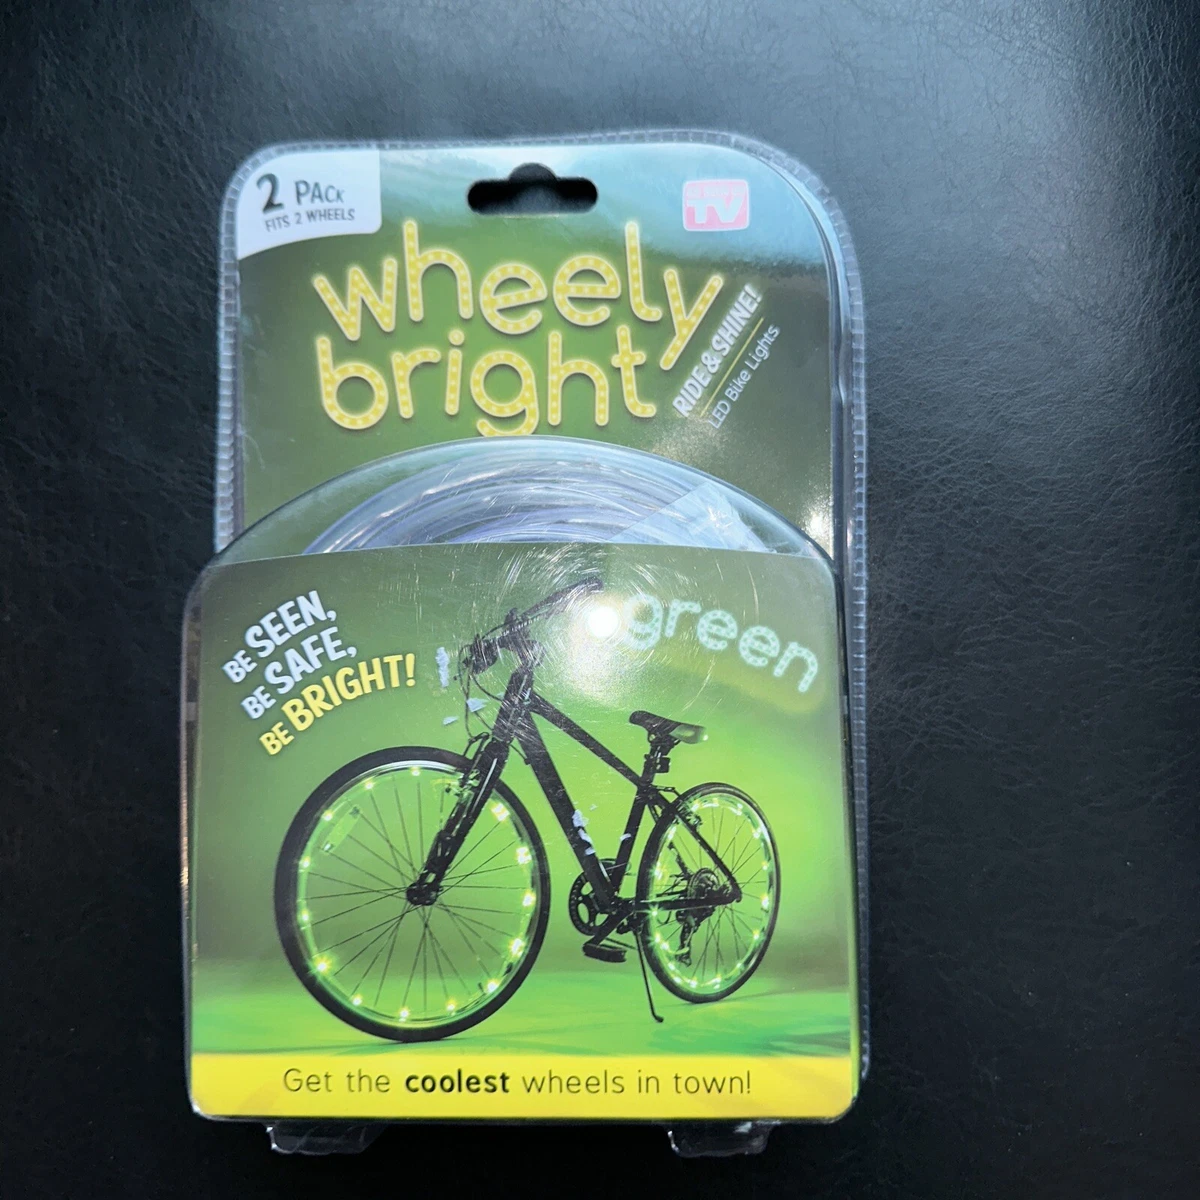 2 PACK
FITS 2 WHEELS
TV
wheely
bright
RIDE & SHINE!
LED Bike Lights
BE SEEN,
BE SAFE,
BE BRIGHT!
green
Get the coolest wheels in town!